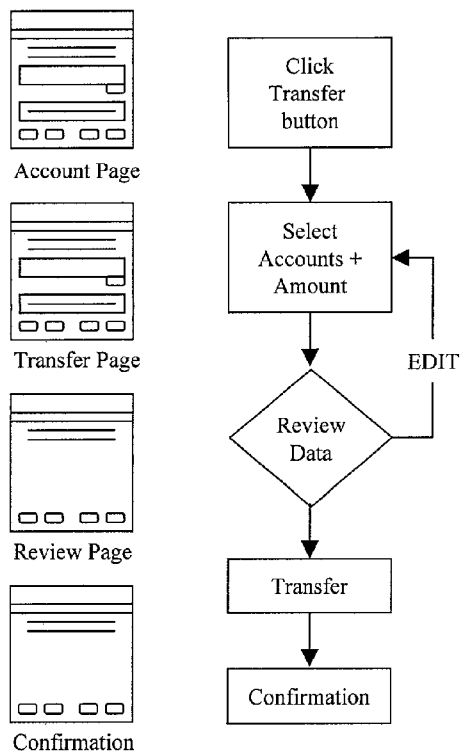 Account Page
Transfer Page
Review Page
Confirmation
Click
Transfer
button
Select
Accounts +
Amount
EDIT
Review
Data
Transfer
Confirmation